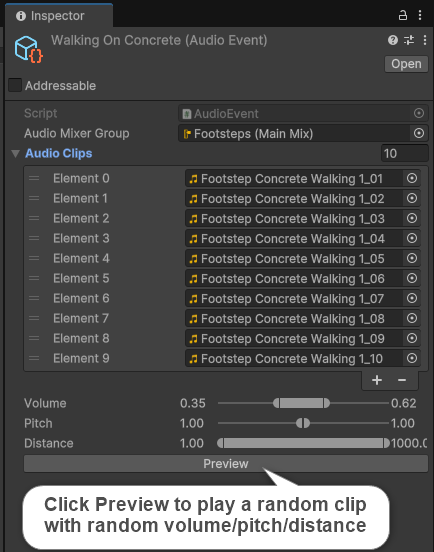 Inspector
Walking On Concrete (Audio Event)
Open
Addressable
Script AudioEvent
Audio Mixer Group Footsteps (Main Mix)
Audio Clips 10
Element 0 Footstep Concrete Walking 1_01
Element 1 Footstep Concrete Walking 1_02
Element 2 Footstep Concrete Walking 1_03
Element 3 Footstep Concrete Walking 1_04
Element 4 Footstep Concrete Walking 1_05
Element 5 Footstep Concrete Walking 1_06
Element 6 Footstep Concrete Walking 1_07
Element 7 Footstep Concrete Walking 1_08
Element 8 Footstep Concrete Walking 1_09
Element 9 Footstep Concrete Walking 1_10
+ −
Volume 0.35 0.62
Pitch 1.00 1.00
Distance 1.00 1000.0
Preview
Click Preview to play a random clip
with random volume/pitch/distance